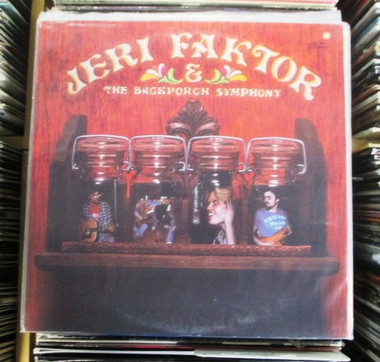 JERI FAKTOR
&
THE BACKPORCH SYMPHONY